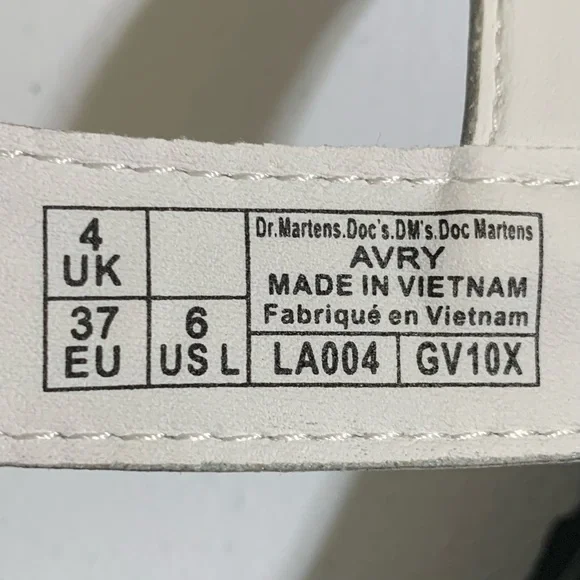 4
UK
37
EU
6
US L
Dr.Martens.Doc's.DM's.Doc Martens
AVRY
MADE IN VIETNAM
Fabriqué en Vietnam
LA004
GV10X